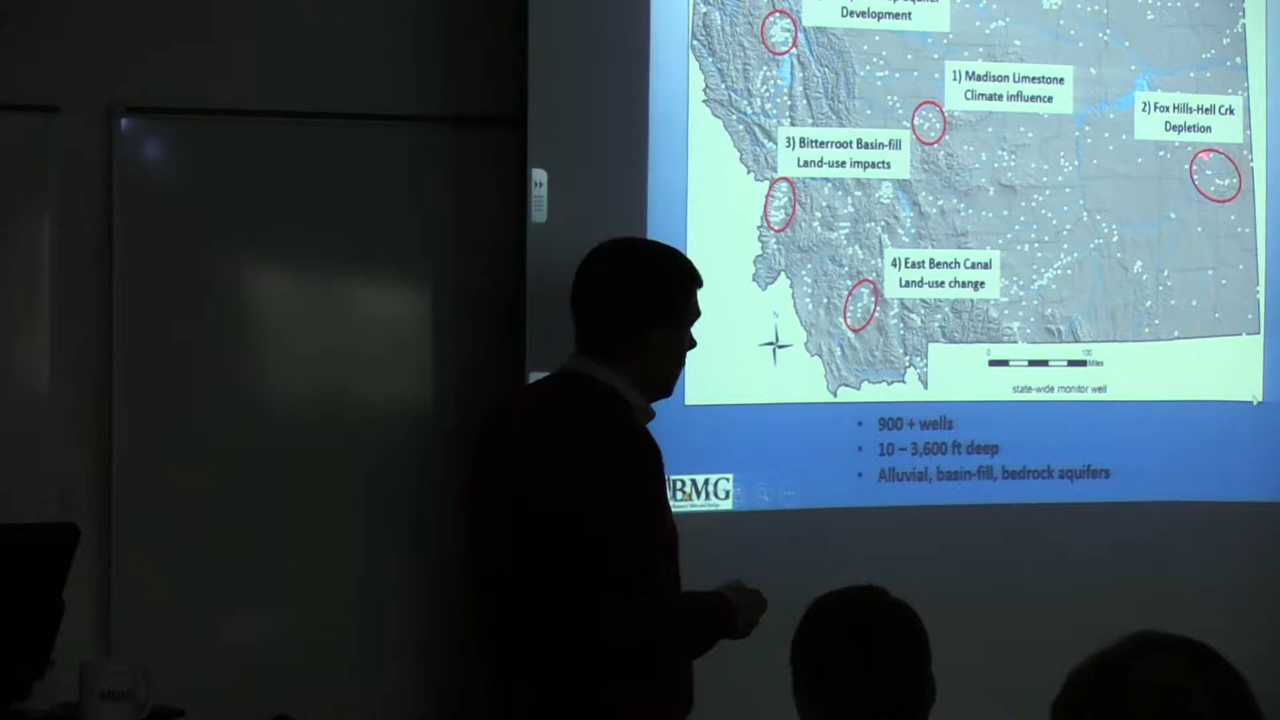 Development
1) Madison Limestone
Climate influence
2) Fox Hills-Hell Crk
Depletion
3) Bitterroot Basin-fill
Land-use impacts
4) East Bench Canal
Land-use change
N
0
100
Miles
state-wide monitor well
• 900 + wells
• 10 – 3,600 ft deep
• Alluvial, basin-fill, bedrock aquifers
BMG